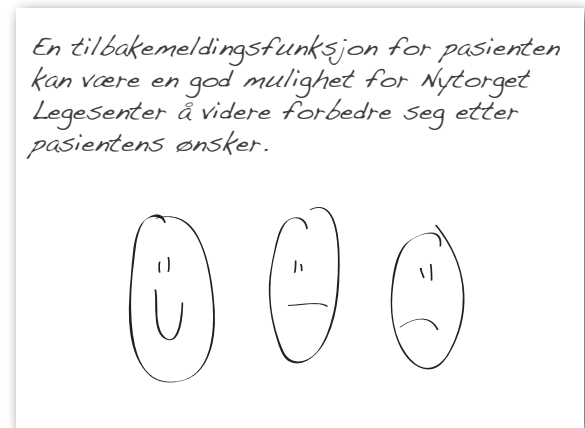 En tilbakemeldingsfunksjon for pasienten
kan være en god mulighet for Nytorget
Legesenter å videre forbedre seg etter
pasientens ønsker.